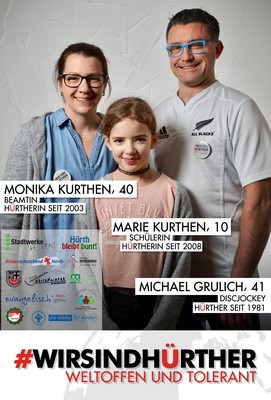 ALL BLACKS
MONIKA KURTHEN, 40
BEAMTIN
HÜRTHERIN SEIT 2003
MARIE KURTHEN, 10
SCHÜLERIN
HÜRTHERIN SEIT 2008
MICHAEL GRULICH, 41
DISCJOCKEY
HÜRTHER SEIT 1981
Stadtwerke
Hürth
bleibt bunt!
evangelisch
#WIRSINDHÜRTHER
WELTOFFEN UND TOLERANT